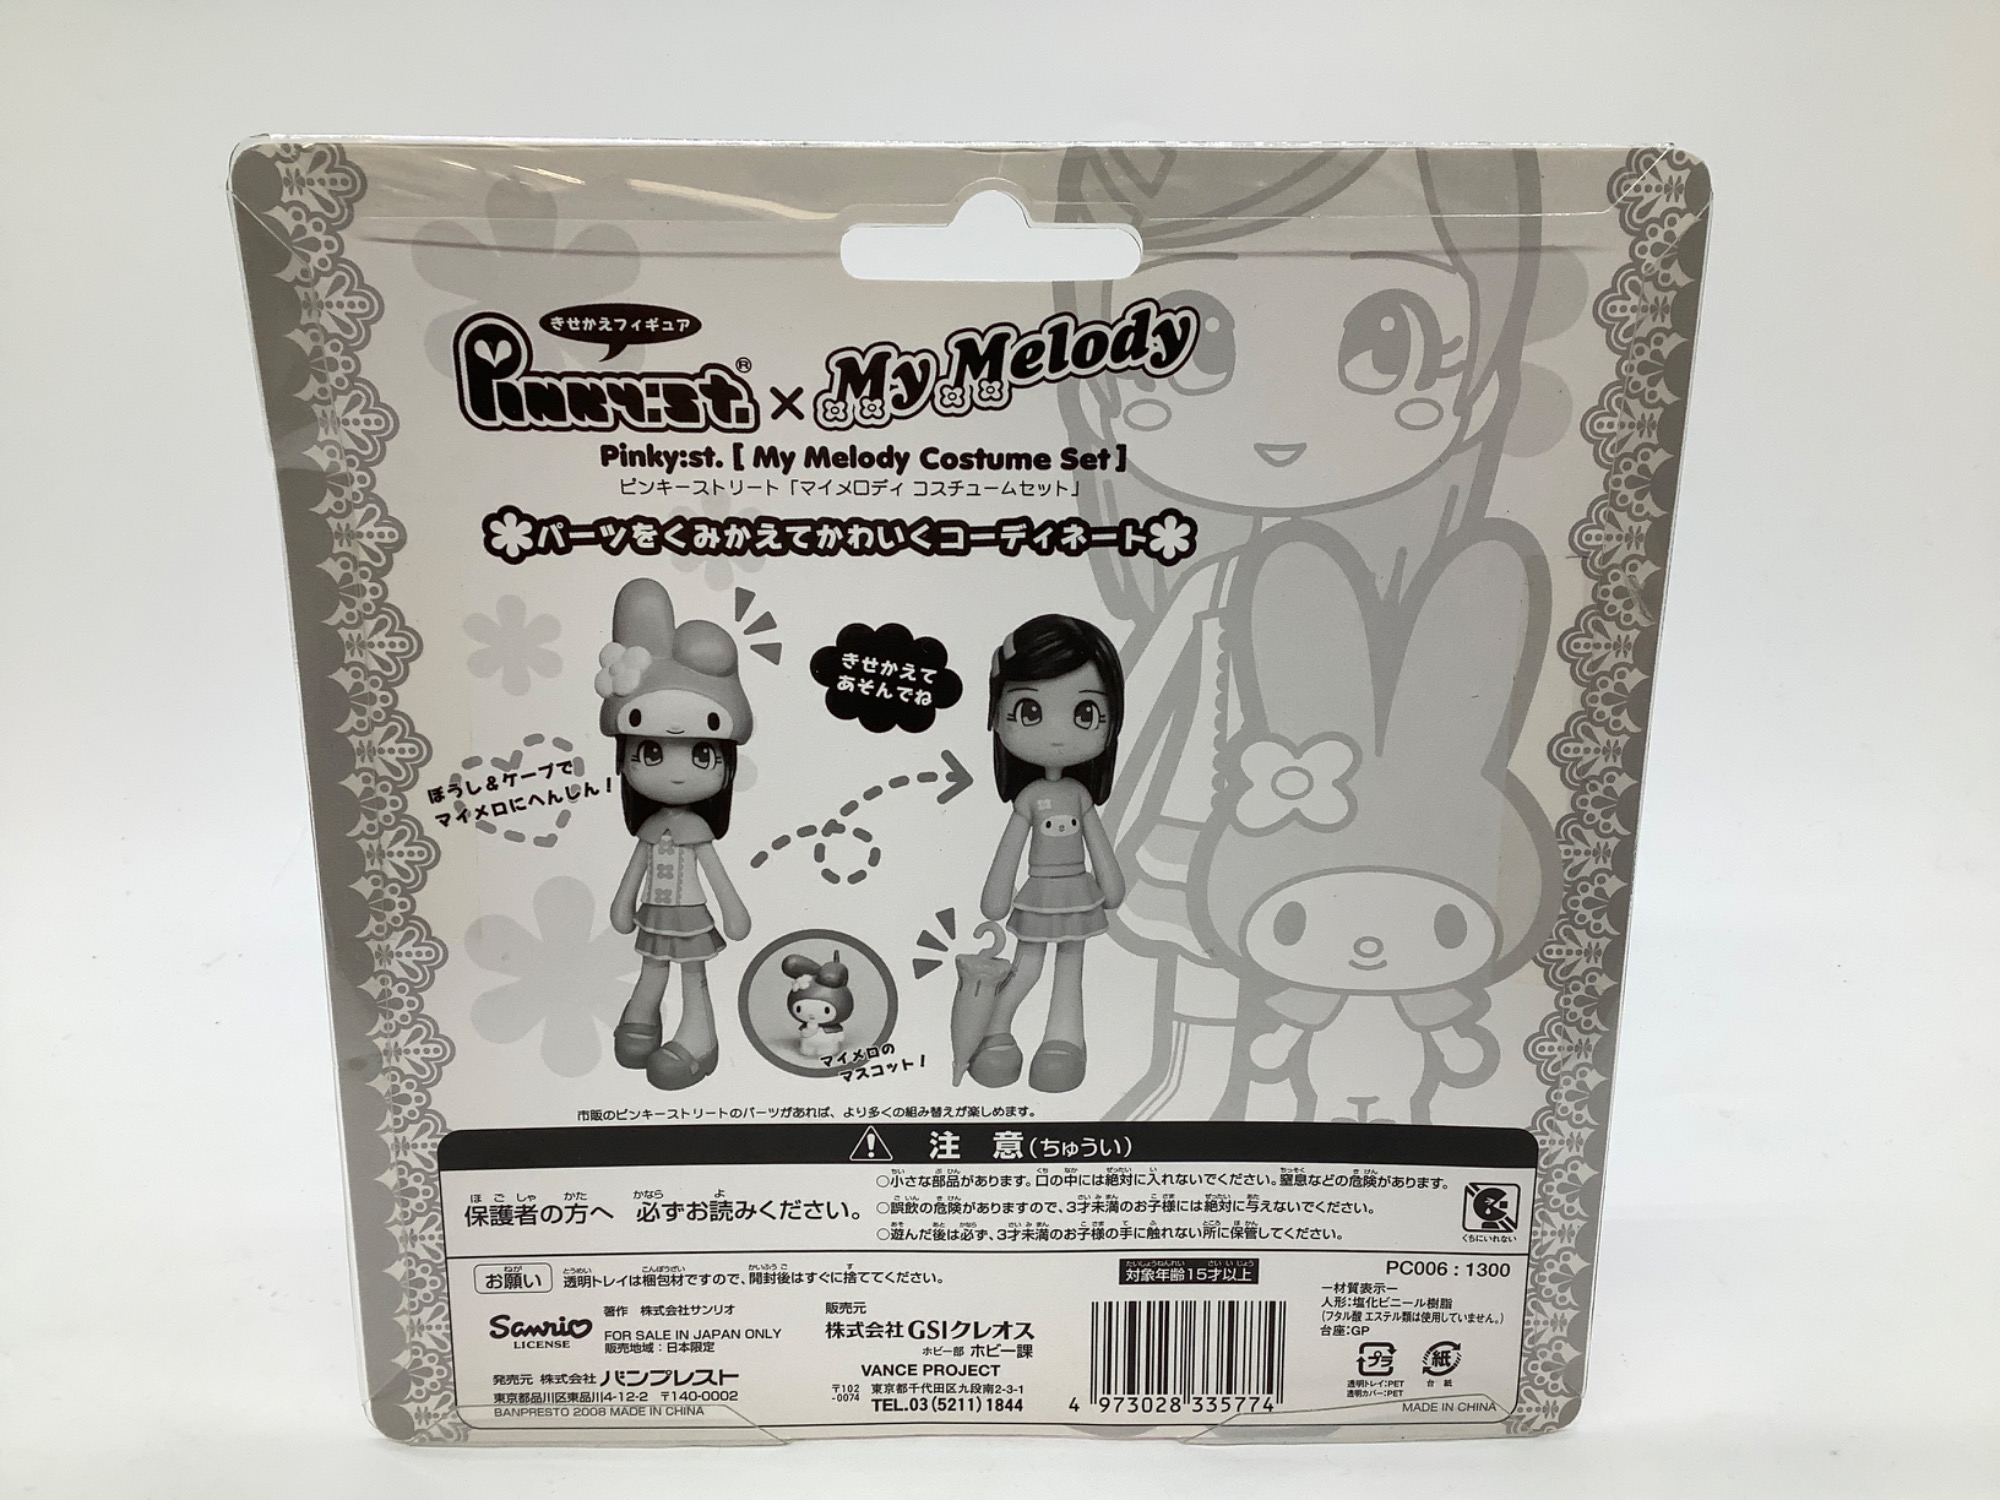 きせかえフィギュア
Pinky:st.® × My Melody
Pinky:st. [ My Melody Costume Set ]
ピンキーストリート「マイメロディ コスチュームセット」
パーツをくみかえてかわいくコーディネート
きせかえて
あそんでね
ぼうし&ケープで
マイメロにへんしん!
マイメロの
マスコット!
市販のピンキーストリートのパーツがあれば、より多くの組み替えが楽しめます。
注 意(ちゅうい)
保護者の方へ 必ずお読みください。
○小さな部品があります。口の中には絶対に入れないでください。窒息などの危険があります。
○誤飲の危険がありますので、3才未満のお子様には絶対に与えないでください。
○遊んだ後は必ず、3才未満のお子様の手に触れない所に保管してください。
くちにいれない
お願い 透明トレイは梱包材ですので、開封後はすぐに捨ててください。
対象年齢15才以上
PC006 : 1300
ー材質表示ー
人形:塩化ビニール樹脂
(フタル酸 エステル類は使用していません。)
台座:GP
プラ
透明トレイ:PET
透明カバー:PET
紙
台 紙
MADE IN CHINA
Sanrio
LICENSE
著作 株式会社サンリオ
FOR SALE IN JAPAN ONLY
販売地域:日本限定
発売元 株式会社 バンプレスト
東京都品川区東品川4-12-2 〒140-0002
BANPRESTO 2008 MADE IN CHINA
販売元
株式会社GSIクレオス
ホビー部 ホビー課
VANCE PROJECT
〒102-0074 東京都千代田区九段南2-3-1
TEL.03(5211)1844
4 973028 335774